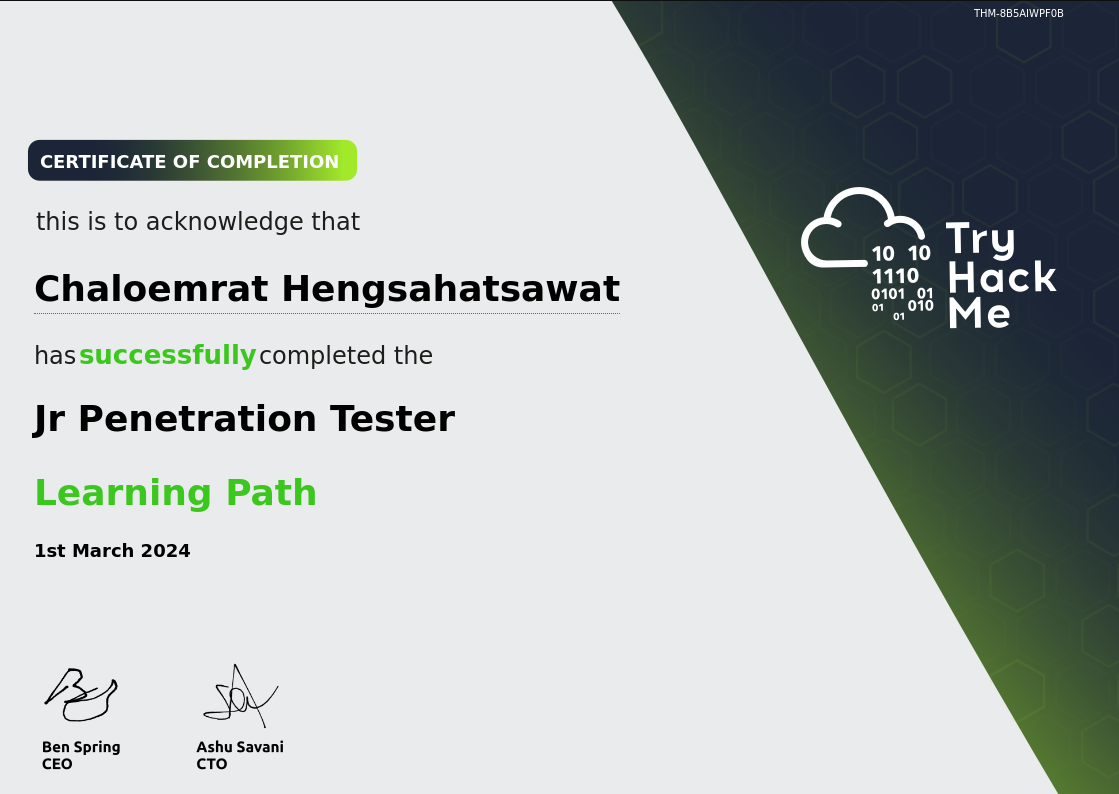 THM-8B5AIWPF0B
CERTIFICATE OF COMPLETION
this is to acknowledge that
Chaloemrat Hengsahatsawat
has successfully completed the
Jr Penetration Tester
Learning Path
1st March 2024
10 10
1110
0101 01
01 010
01
Try
Hack
Me
Ben Spring
CEO
Ashu Savani
CTO